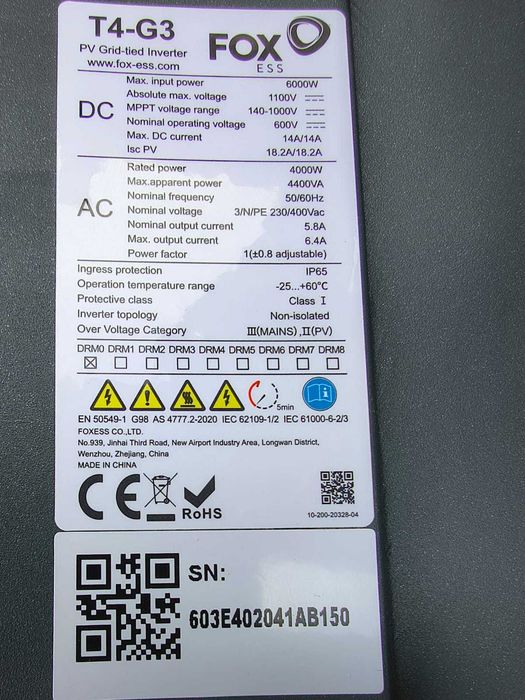 T4-G3
PV Grid-tied Inverter
www.fox-ess.com
FOX
ESS
DC
Max. input power 6000W
Absolute max. voltage 1100V
MPPT voltage range 140-1000V
Nominal operating voltage 600V
Max. DC current 14A/14A
Isc PV 18.2A/18.2A
AC
Rated power 4000W
Max.apparent power 4400VA
Nominal frequency 50/60Hz
Nominal voltage 3/N/PE 230/400Vac
Nominal output current 5.8A
Max. output current 6.4A
Power factor 1(±0.8 adjustable)
Ingress protection IP65
Operation temperature range -25...+60℃
Protective class Class I
Inverter topology Non-isolated
Over Voltage Category III(MAINS),II(PV)
DRM0 DRM1 DRM2 DRM3 DRM4 DRM5 DRM6 DRM7 DRM8
5min
EN 50549-1 G98 AS 4777.2-2020 IEC 62109-1/2 IEC 61000-6-2/3
FOXESS CO.,LTD.
No.939, Jinhai Third Road, New Airport Industry Area, Longwan District,
Wenzhou, Zhejiang, China
MADE IN CHINA
CE
RoHS
10-200-20328-04
SN:
603E402041AB150